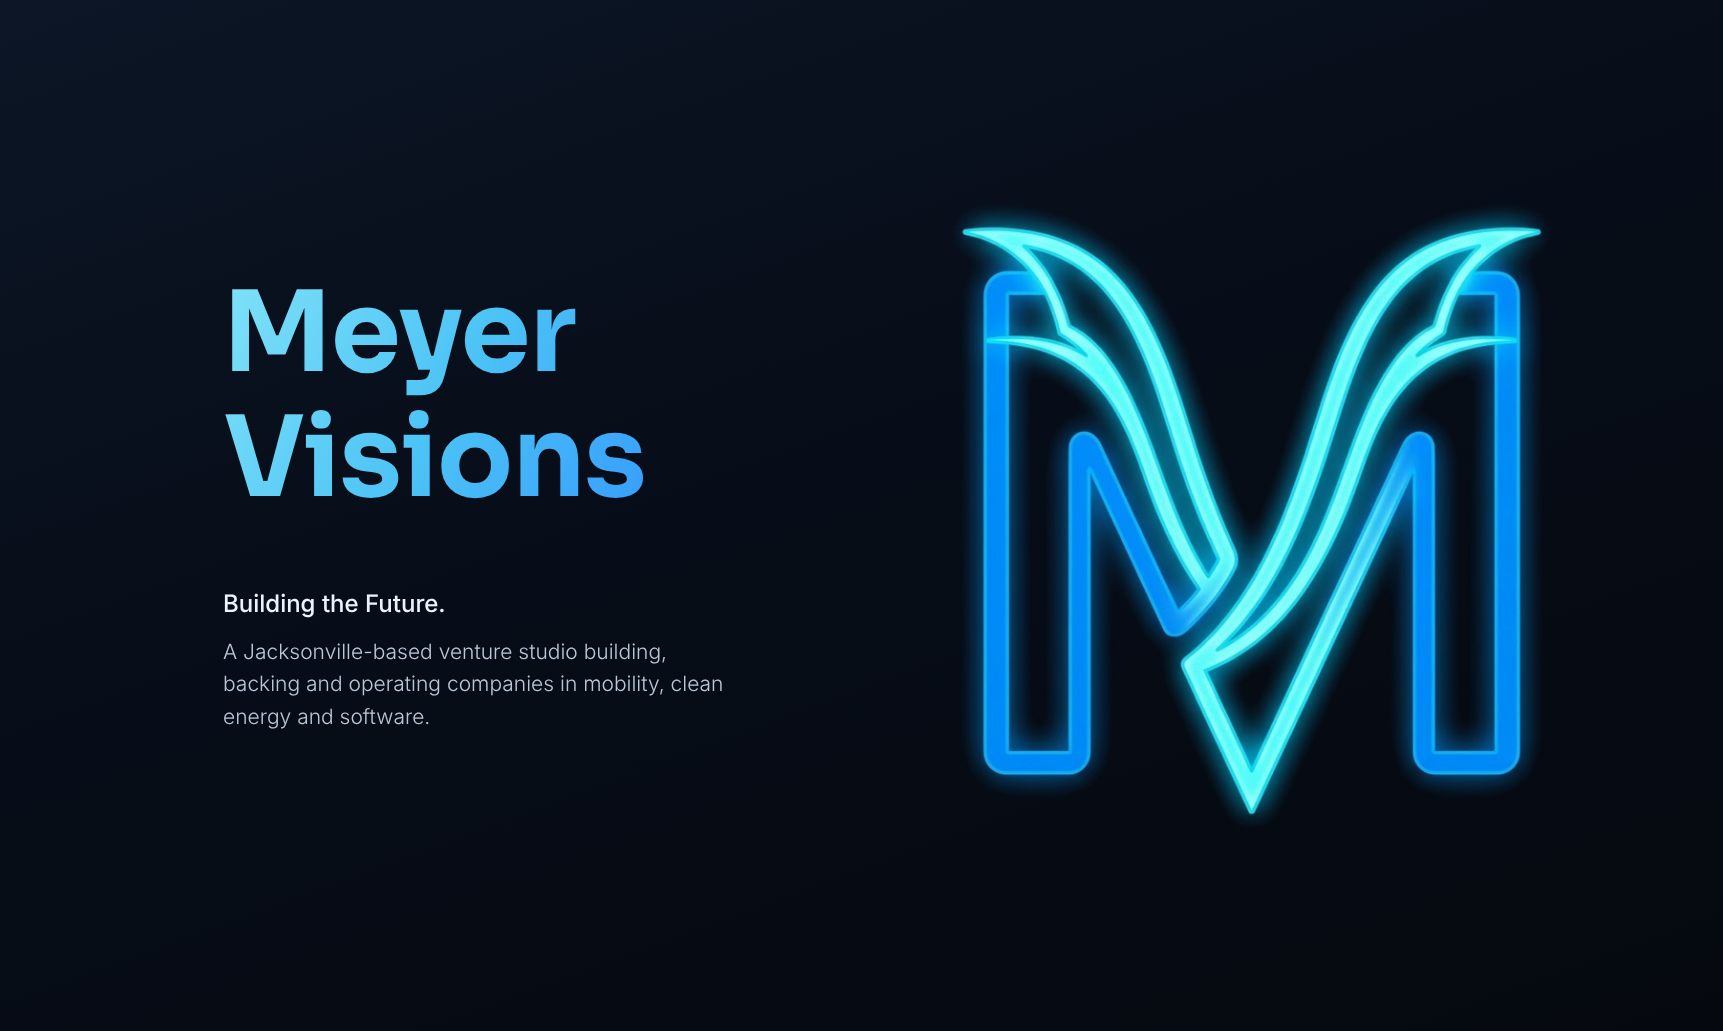 Meyer
Visions
Building the Future.
A Jacksonville-based venture studio building,
backing and operating companies in mobility, clean
energy and software.